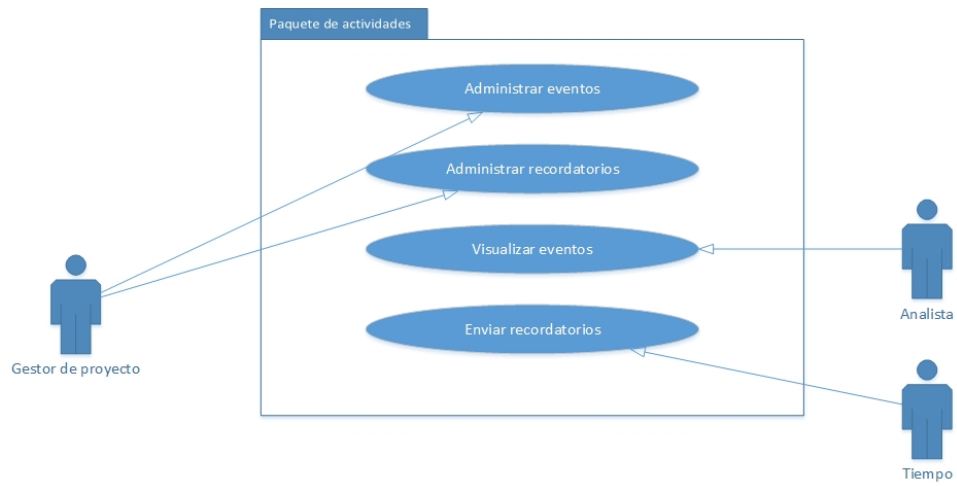 Paquete de actividades
Administrar eventos
Administrar recordatorios
Visualizar eventos
Enviar recordatorios
Gestor de proyecto
Analista
Tiempo